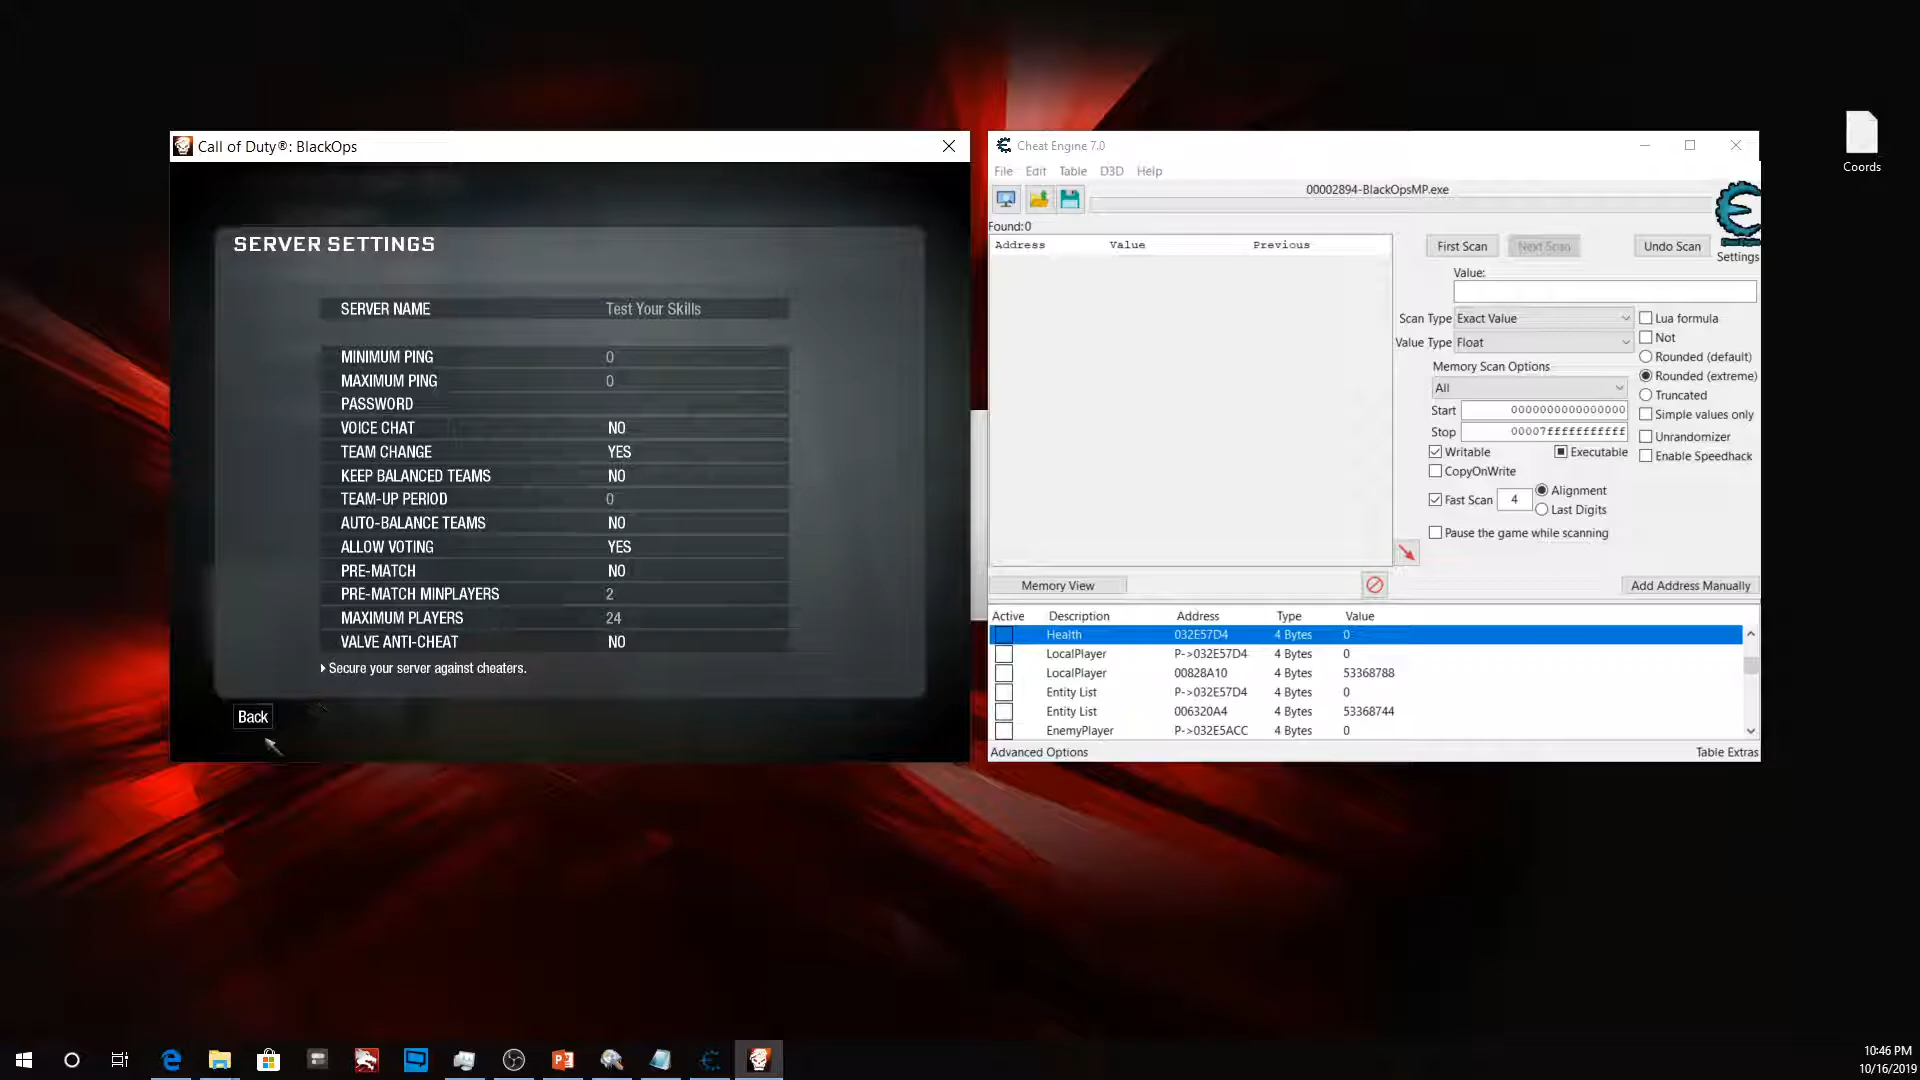 Call of Duty®: BlackOps
SERVER SETTINGS
SERVER NAME Test Your Skills
MINIMUM PING 0
MAXIMUM PING 0
PASSWORD
VOICE CHAT NO
TEAM CHANGE YES
KEEP BALANCED TEAMS NO
TEAM-UP PERIOD 0
AUTO-BALANCE TEAMS NO
ALLOW VOTING YES
PRE-MATCH NO
PRE-MATCH MINPLAYERS 2
MAXIMUM PLAYERS 24
VALVE ANTI-CHEAT NO
Secure your server against cheaters.
Back
Cheat Engine 7.0
File Edit Table D3D Help
00002894-BlackOpsMP.exe
Found:0
Address Value Previous
First Scan Next Scan Undo Scan
Settings
Value:
Scan Type Exact Value
Lua formula
Not
Value Type Float
Rounded (default)
Memory Scan Options
Rounded (extreme)
All
Truncated
Start 0000000000000000
Simple values only
Stop 00007fffffffffff
Unrandomizer
Writable Executable
Enable Speedhack
CopyOnWrite
Fast Scan 4 Alignment
Last Digits
Pause the game while scanning
Memory View Add Address Manually
Active Description Address Type Value
Health 032E57D4 4 Bytes 0
LocalPlayer P->032E57D4 4 Bytes 0
LocalPlayer 00828A10 4 Bytes 53368788
Entity List P->032E57D4 4 Bytes 0
Entity List 006320A4 4 Bytes 53368744
EnemyPlayer P->032E5ACC 4 Bytes 0
Advanced Options Table Extras
Coords
10:46 PM
10/16/2019